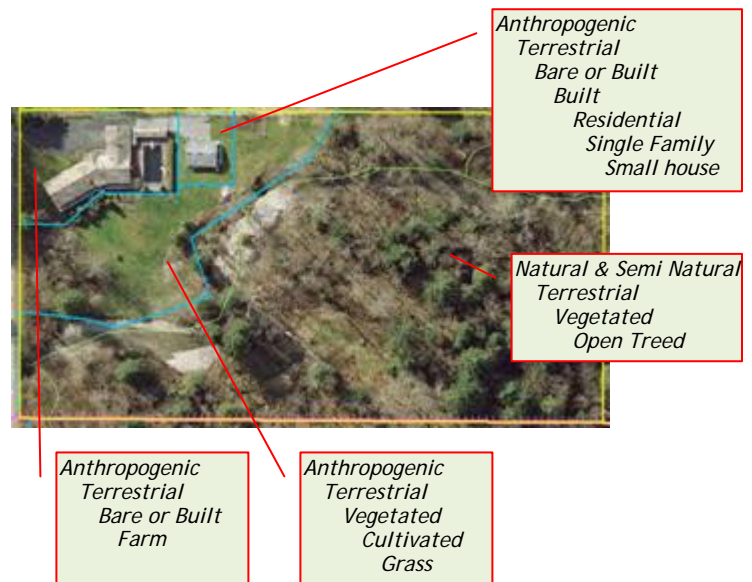 Anthropogenic
Terrestrial
Bare or Built
Built
Residential
Single Family
Small house
Natural & Semi Natural
Terrestrial
Vegetated
Open Treed
Anthropogenic
Terrestrial
Bare or Built
Farm
Anthropogenic
Terrestrial
Vegetated
Cultivated
Grass